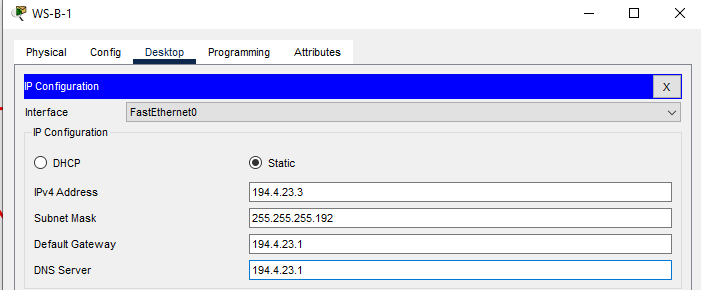 WS-B-1
Physical Config Desktop Programming Attributes
IP Configuration X
Interface FastEthernet0
IP Configuration
DHCP Static
IPv4 Address 194.4.23.3
Subnet Mask 255.255.255.192
Default Gateway 194.4.23.1
DNS Server 194.4.23.1